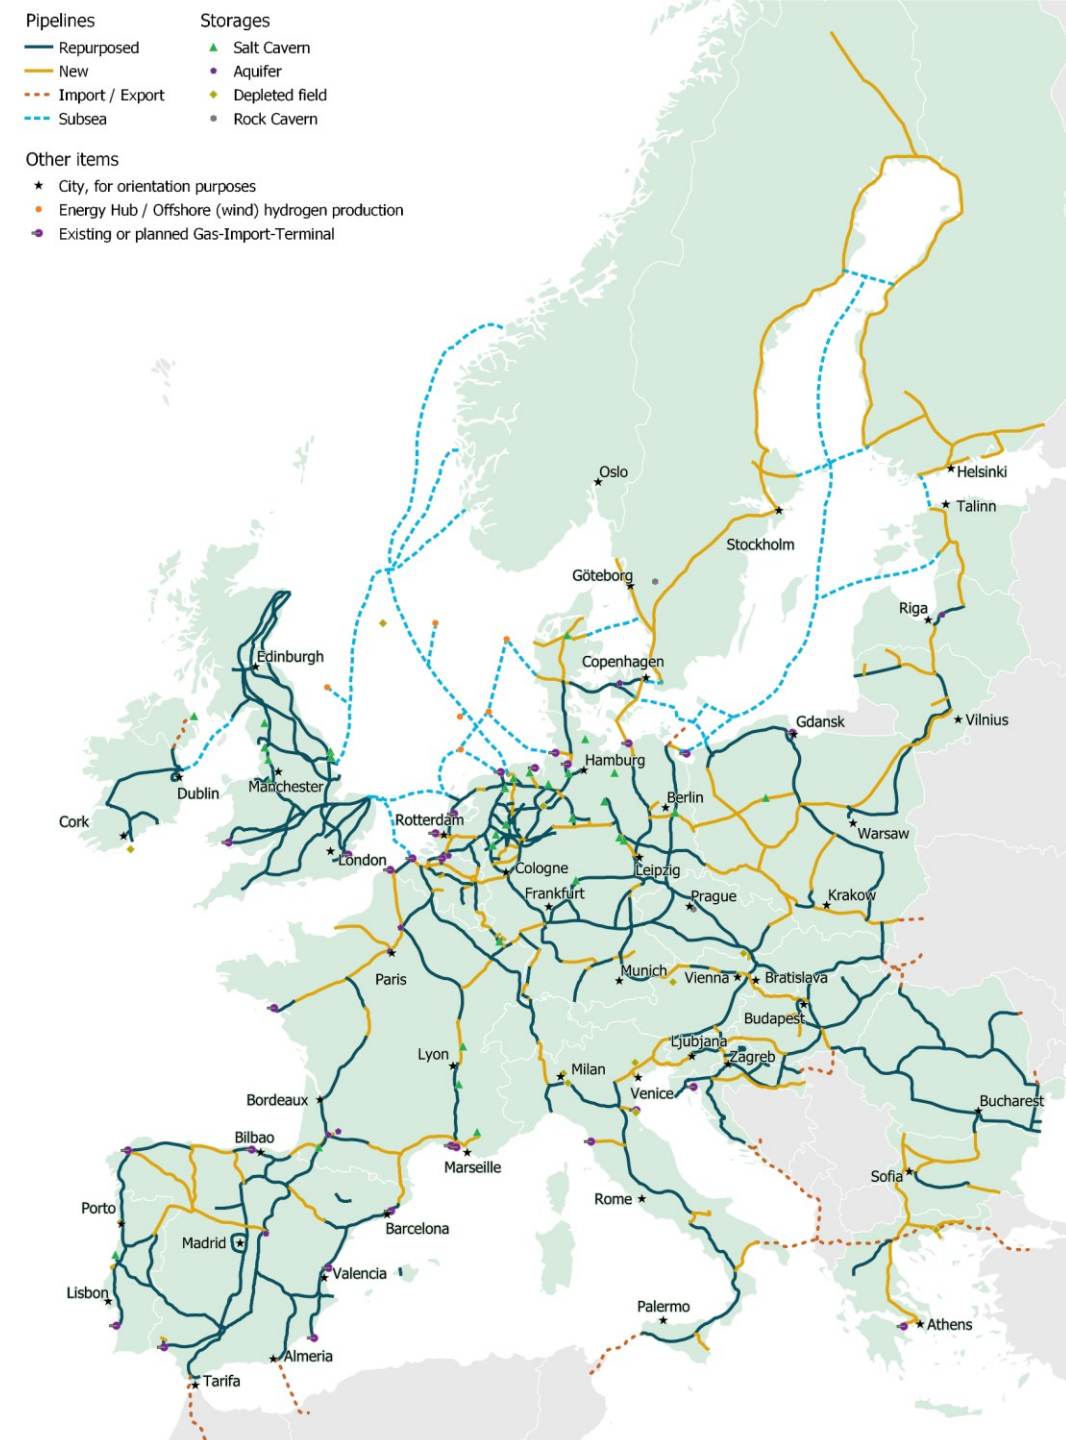 Pipelines
Repurposed
New
Import / Export
Subsea
Storages
Salt Cavern
Aquifer
Depleted field
Rock Cavern
Other items
City, for orientation purposes
Energy Hub / Offshore (wind) hydrogen production
Existing or planned Gas-Import-Terminal
Oslo
Helsinki
Talinn
Stockholm
Göteborg
Riga
Edinburgh
Copenhagen
Vilnius
Gdansk
Hamburg
Manchester
Dublin
Berlin
Cork
Rotterdam
Warsaw
London
Cologne
Leipzig
Frankfurt
Prague
Krakow
Paris
Munich
Vienna
Bratislava
Budapest
Ljubjana
Lyon
Zagreb
Milan
Venice
Bordeaux
Bucharest
Bilbao
Marseille
Sofia
Rome
Porto
Barcelona
Madrid
Valencia
Lisbon
Palermo
Athens
Almeria
Tarifa